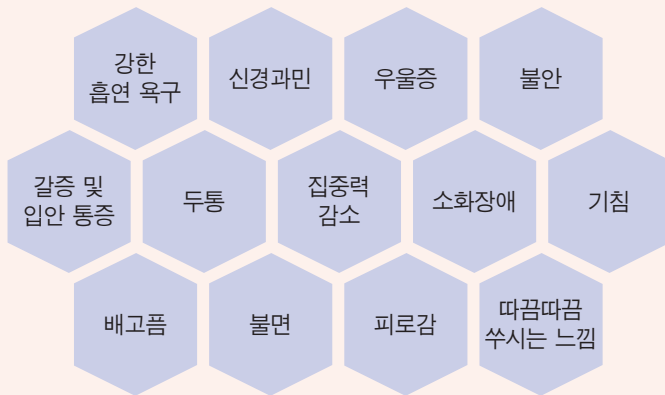 강한
흡연 욕구
신경과민
우울증
불안
갈증 및
입안 통증
두통
집중력
감소
소화장애
기침
배고픔
불면
피로감
따끔따끔
쑤시는 느낌